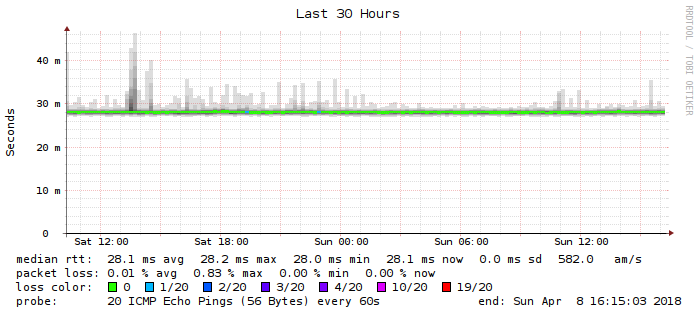 Last 30 Hours
RRDTOOL / TOBI OETIKER
Seconds
40 m
30 m
20 m
10 m
0
Sat 12:00 Sat 18:00 Sun 00:00 Sun 06:00 Sun 12:00
median rtt: 28.1 ms avg 28.2 ms max 28.0 ms min 28.1 ms now 0.0 ms sd 582.0 am/s
packet loss: 0.01 % avg 0.83 % max 0.00 % min 0.00 % now
loss color: 0 1/20 2/20 3/20 4/20 10/20 19/20
probe: 20 ICMP Echo Pings (56 Bytes) every 60s end: Sun Apr 8 16:15:03 2018